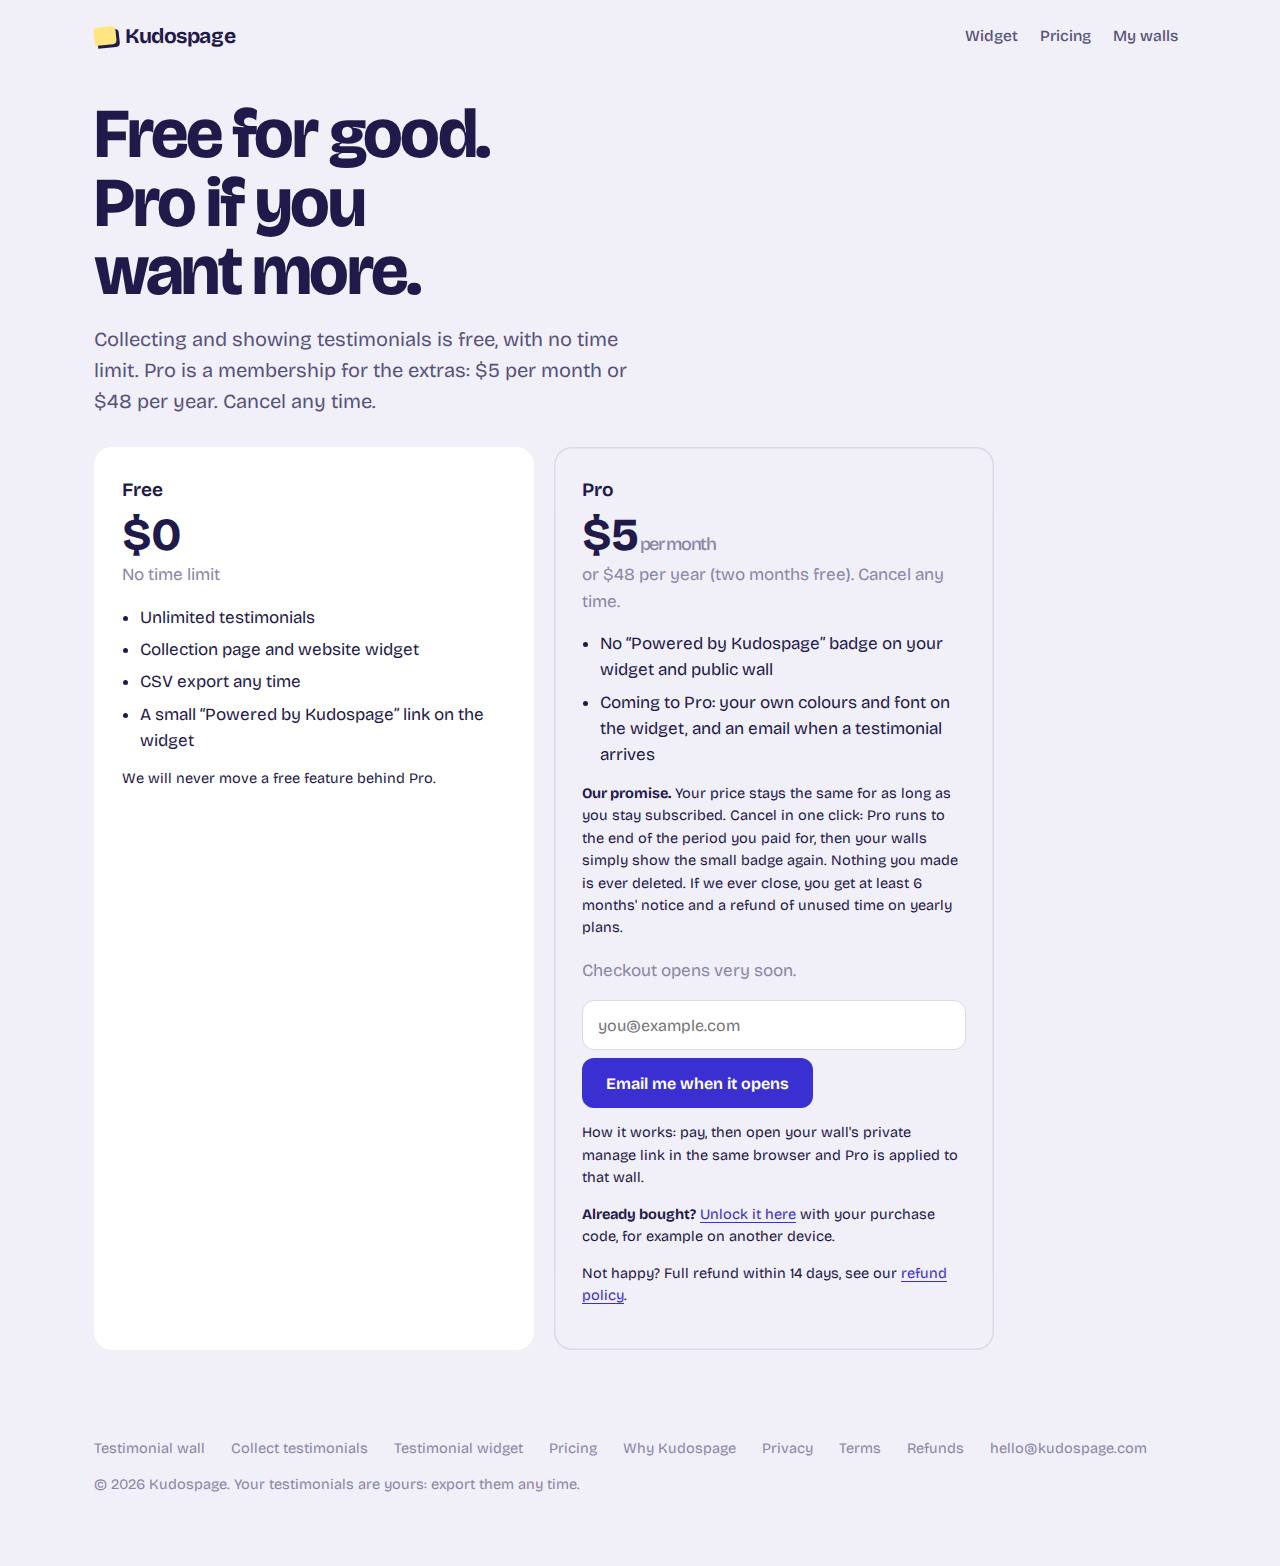 Kudospage
Widget Pricing My walls
Free for good.
Pro if you
want more.
Collecting and showing testimonials is free, with no time
limit. Pro is a membership for the extras: $5 per month or
$48 per year. Cancel any time.
Free
$0
No time limit
• Unlimited testimonials
• Collection page and website widget
• CSV export any time
• A small “Powered by Kudospage” link on the
widget
We will never move a free feature behind Pro.
Pro
$5 per month
or $48 per year (two months free). Cancel any
time.
• No “Powered by Kudospage” badge on your
widget and public wall
• Coming to Pro: your own colours and font on
the widget, and an email when a testimonial
arrives
Our promise. Your price stays the same for as long as
you stay subscribed. Cancel in one click: Pro runs to
the end of the period you paid for, then your walls
simply show the small badge again. Nothing you made
is ever deleted. If we ever close, you get at least 6
months' notice and a refund of unused time on yearly
plans.
Checkout opens very soon.
you@example.com
Email me when it opens
How it works: pay, then open your wall's private
manage link in the same browser and Pro is applied to
that wall.
Already bought? Unlock it here with your purchase
code, for example on another device.
Not happy? Full refund within 14 days, see our refund
policy.
Testimonial wall Collect testimonials Testimonial widget Pricing Why Kudospage Privacy Terms Refunds hello@kudospage.com
© 2026 Kudospage. Your testimonials are yours: export them any time.